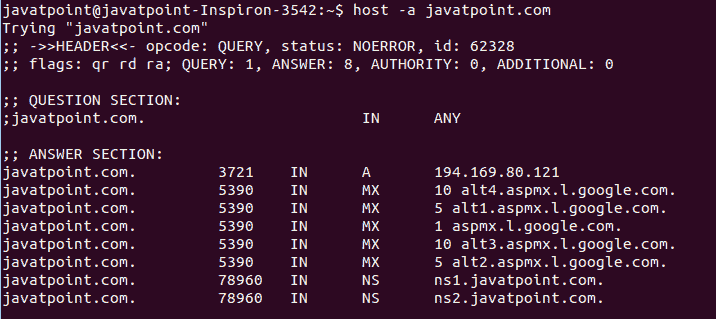 javatpoint@javatpoint-Inspiron-3542:~$ host -a javatpoint.com
Trying "javatpoint.com"
;; ->>HEADER<<- opcode: QUERY, status: NOERROR, id: 62328
;; flags: qr rd ra; QUERY: 1, ANSWER: 8, AUTHORITY: 0, ADDITIONAL: 0
;; QUESTION SECTION:
;javatpoint.com. IN ANY
;; ANSWER SECTION:
javatpoint.com. 3721 IN A 194.169.80.121
javatpoint.com. 5390 IN MX 10 alt4.aspmx.l.google.com.
javatpoint.com. 5390 IN MX 5 alt1.aspmx.l.google.com.
javatpoint.com. 5390 IN MX 1 aspmx.l.google.com.
javatpoint.com. 5390 IN MX 10 alt3.aspmx.l.google.com.
javatpoint.com. 5390 IN MX 5 alt2.aspmx.l.google.com.
javatpoint.com. 78960 IN NS ns1.javatpoint.com.
javatpoint.com. 78960 IN NS ns2.javatpoint.com.